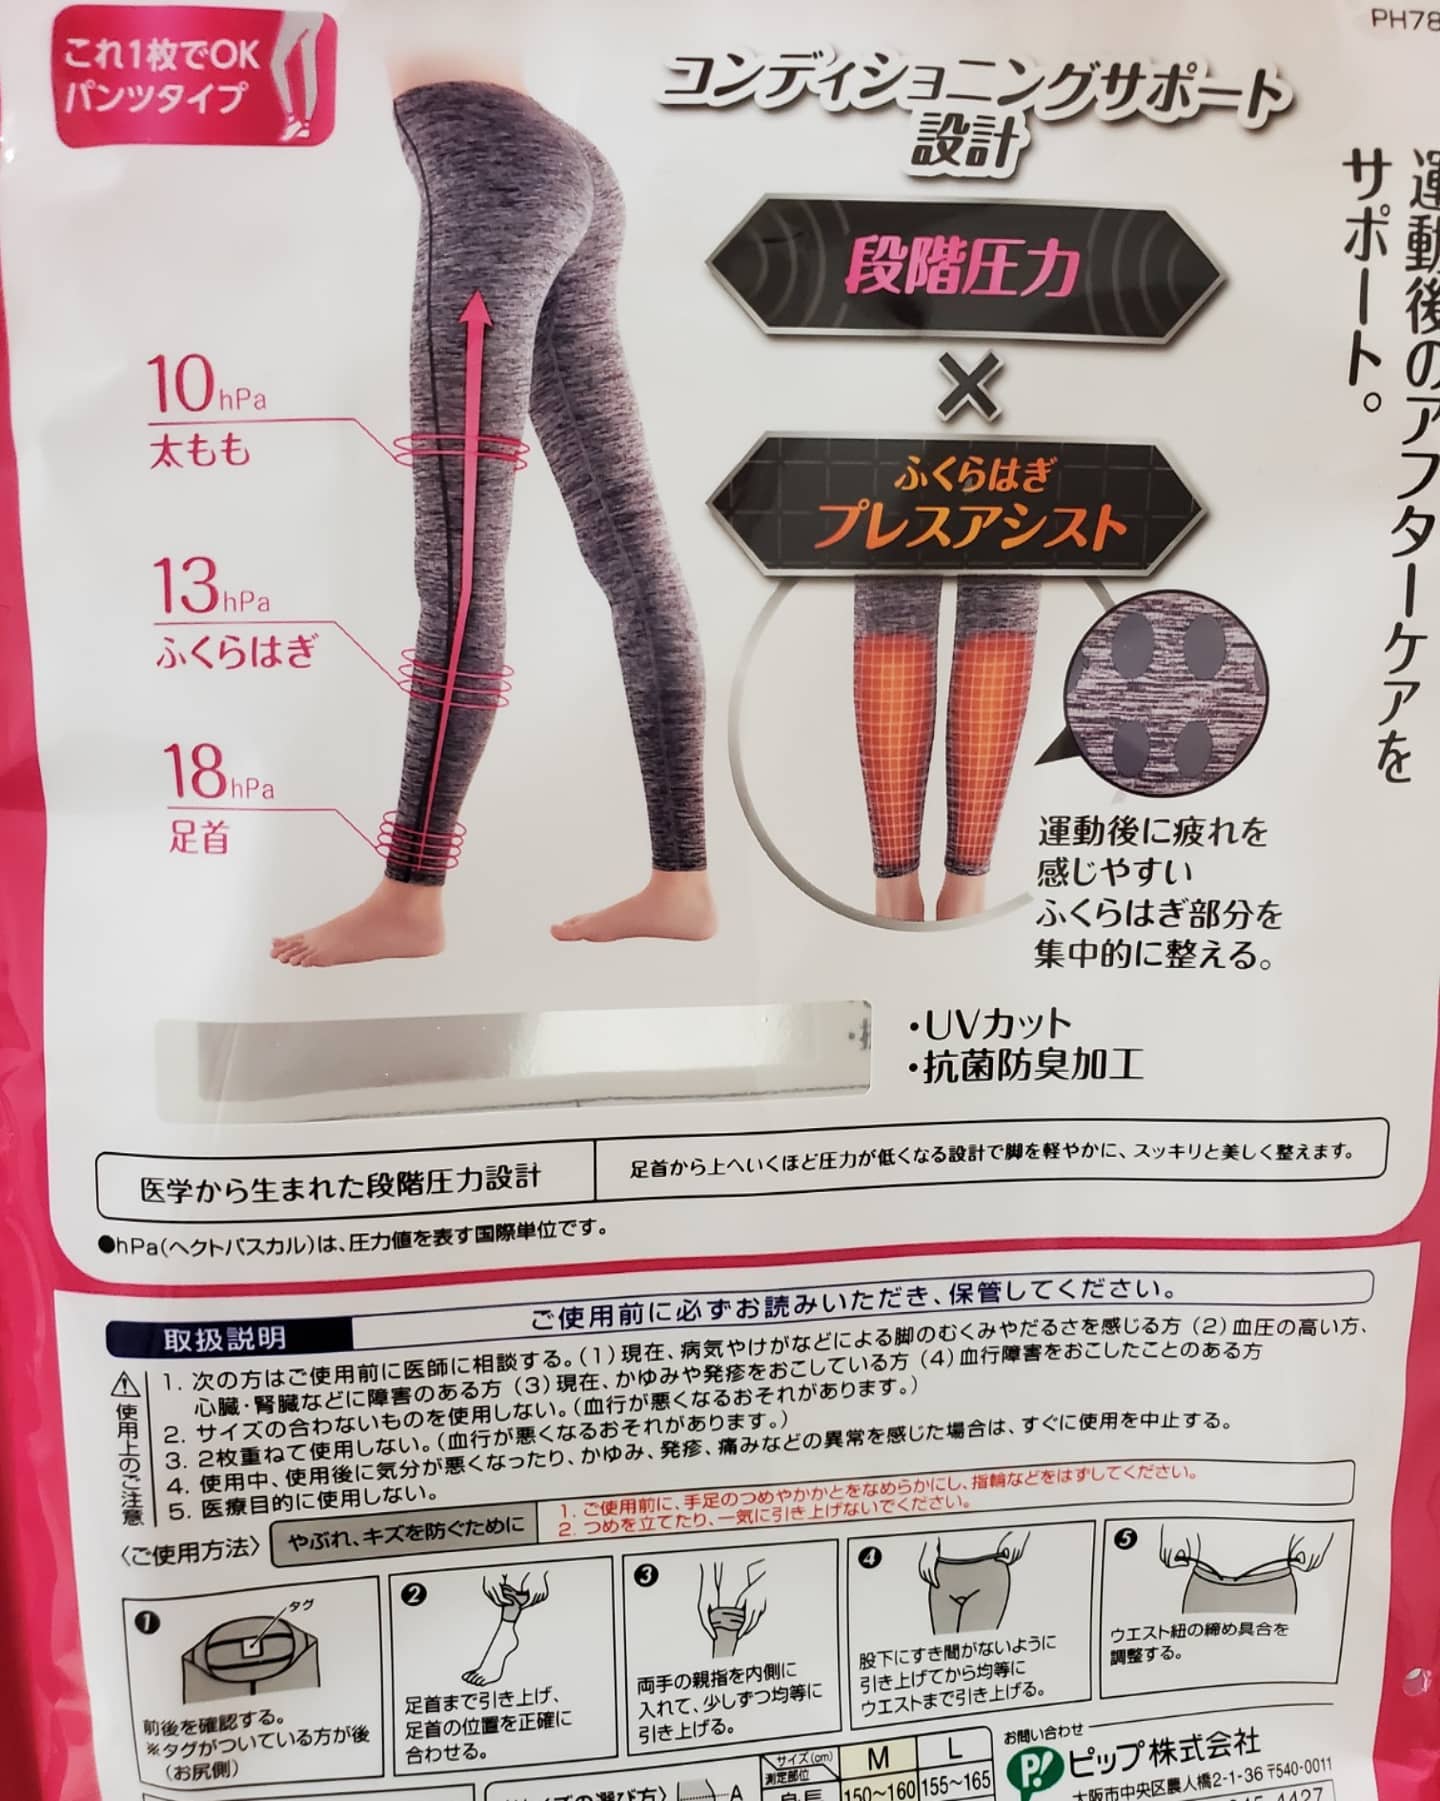 これ1枚でOK
パンツタイプ
PH78
コンディショニングサポート
設計
運動後のアフターケアを
サポート。
段階圧力
×
ふくらはぎ
プレスアシスト
10hPa
太もも
13hPa
ふくらはぎ
18hPa
足首
運動後に疲れを
感じやすい
ふくらはぎ部分を
集中的に整える。
・UVカット
・抗菌防臭加工
医学から生まれた段階圧力設計
足首から上へいくほど圧力が低くなる設計で脚を軽やかに、スッキリと美しく整えます。
●hPa(ヘクトパスカル)は、圧力値を表す国際単位です。
取扱説明
ご使用前に必ずお読みいただき、保管してください。
使用上のご注意
1. 次の方はご使用前に医師に相談する。(1)現在、病気やけがなどによる脚のむくみやだるさを感じる方 (2)血圧の高い方、
心臓・腎臓などに障害のある方 (3)現在、かゆみや発疹をおこしている方 (4)血行障害をおこしたことのある方
2. サイズの合わないものを使用しない。(血行が悪くなるおそれがあります。)
3. 2枚重ねて使用しない。(血行が悪くなるおそれがあります。)
4. 使用中、使用後に気分が悪くなったり、かゆみ、発疹、痛みなどの異常を感じた場合は、すぐに使用を中止する。
5. 医療目的に使用しない。
〈ご使用方法〉
やぶれ、キズを防ぐために
1. ご使用前に、手足のつめやかかとをなめらかにし、指輪などをはずしてください。
2. つめを立てたり、一気に引き上げないでください。
❶
タグ
前後を確認する。
※タグがついている方が後
(お尻側)
❷
足首まで引き上げ、
足首の位置を正確に
合わせる。
❸
両手の親指を内側に
入れて、少しずつ均等に
引き上げる。
❹
股下にすき間がないように
引き上げてから均等に
ウエストまで引き上げる。
❺
ウエスト紐の締め具合を
調整する。
サイズの選び方〉
A
サイズ(cm)
測定部位
M
L
身長
150〜160
155〜165
お問い合わせ
P!
ピップ株式会社
大阪市中央区農人橋2-1-36 〒540-0011
4427